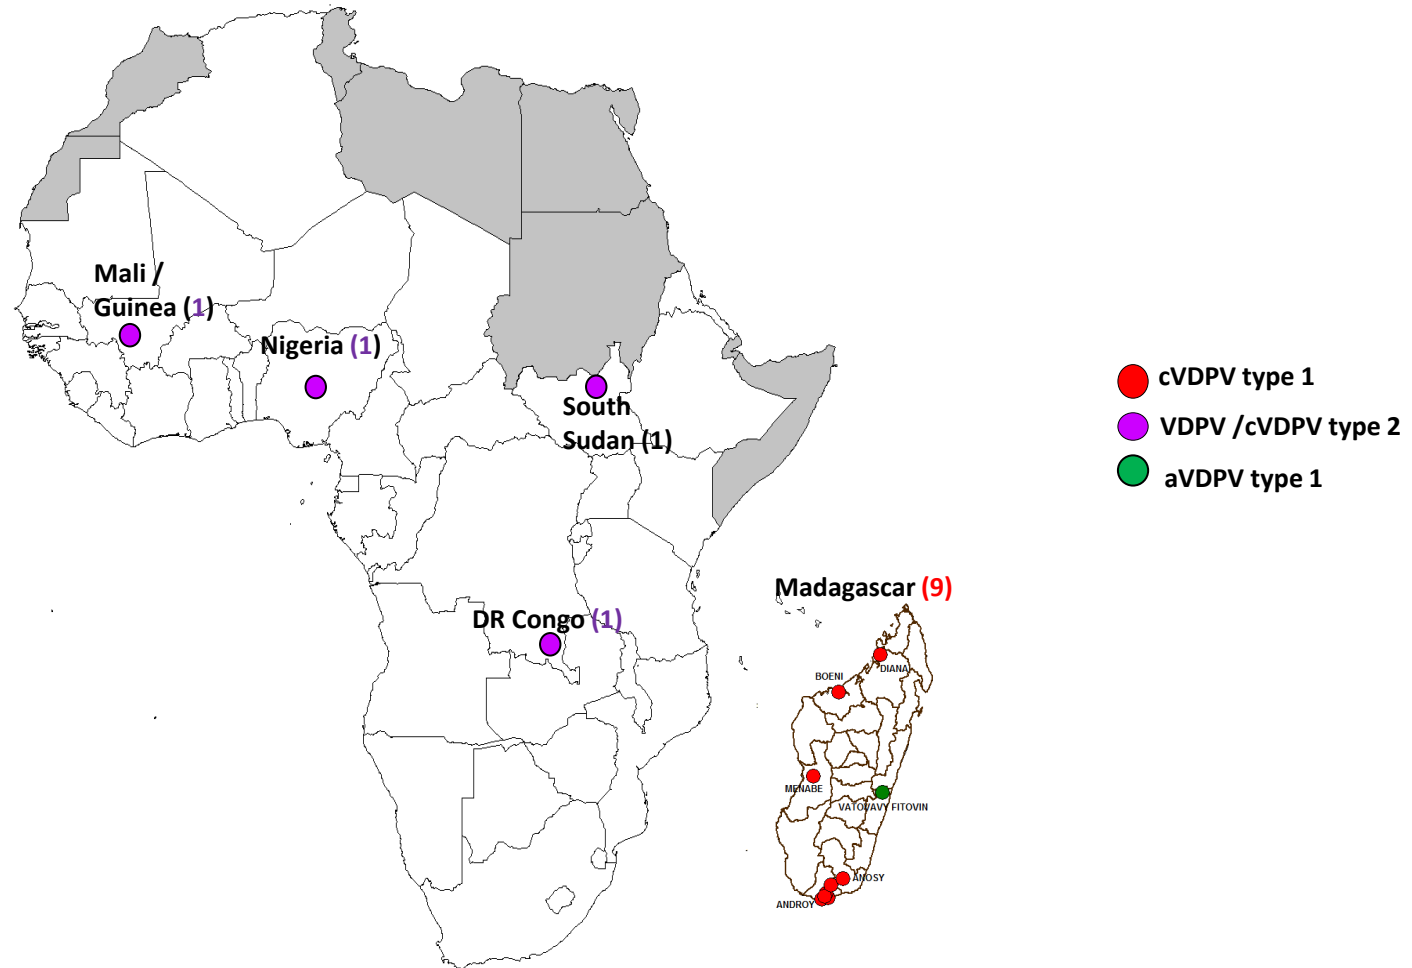 Mali /
Guinea (1)
Nigeria (1)
South
Sudan (1)
DR Congo (1)
Madagascar (9)
DIANA
BOENI
MENABE
VATOVAVY FITOVIN
ANOSY
ANDROY
cVDPV type 1
VDPV /cVDPV type 2
aVDPV type 1